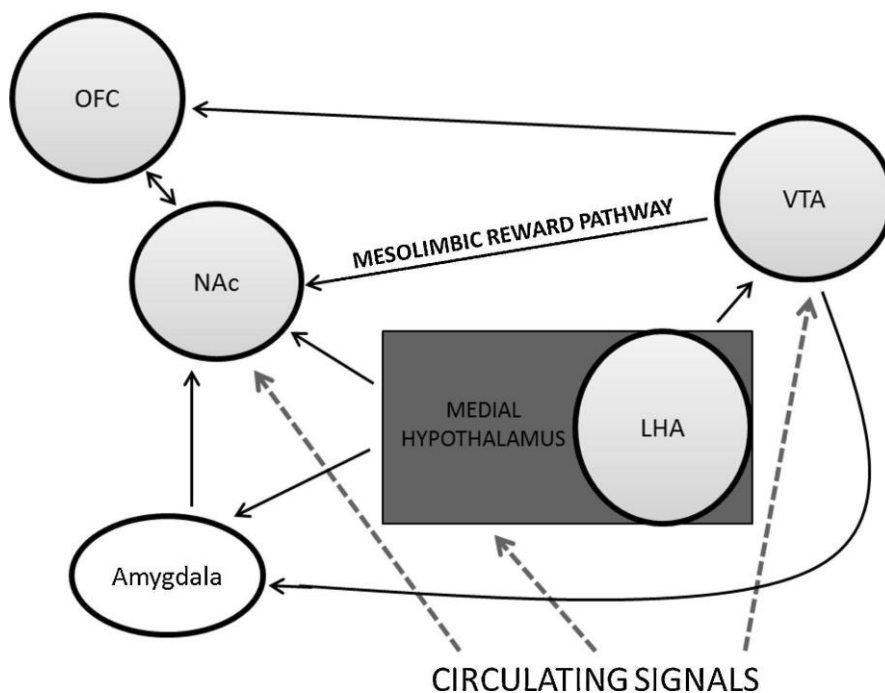 OFC
VTA
MESOLIMBIC REWARD PATHWAY
NAc
MEDIAL
HYPOTHALAMUS
LHA
Amygdala
CIRCULATING SIGNALS